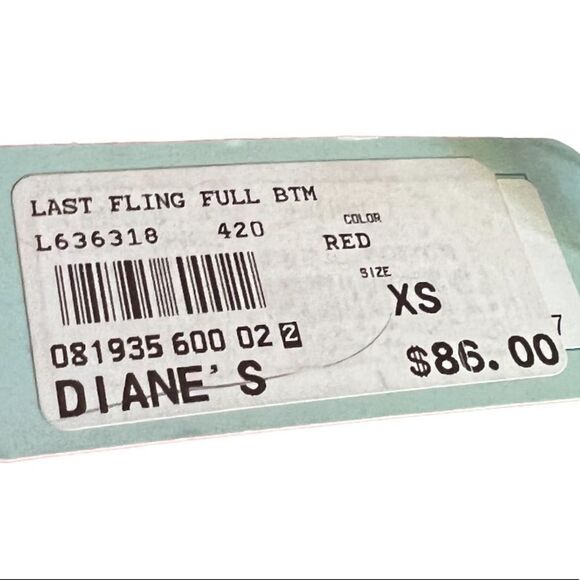 LAST FLING FULL BTM
L636318 420
COLOR
RED
SIZE
XS
081935 600 02 2
DIANE'S
$86.00
7